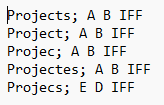 Projects; A B IFF
Project; A B IFF
Projec; A B IFF
Projectes; A B IFF
Projecs; E D IFF